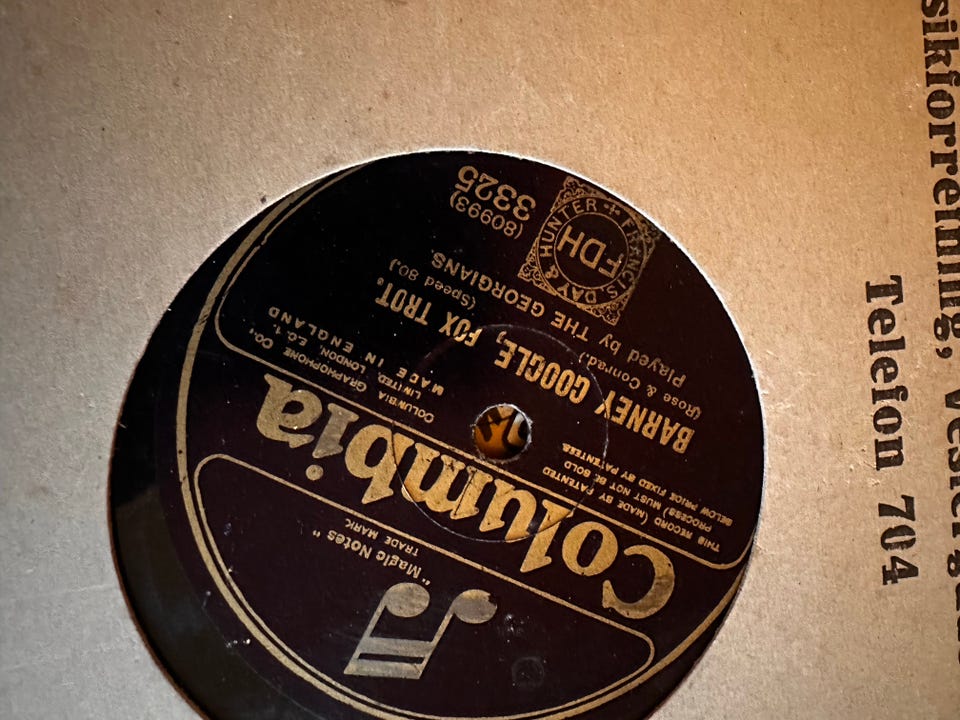 "Magic Notes"
TRADE MARK
Columbia
COLUMBIA GRAPHOPHONE CO.,
LIMITED, LONDON, E.C.1.
MADE IN ENGLAND
THIS RECORD (MADE BY PATENTED
PROCESS) MUST NOT BE SOLD
BELOW PRICE FIXED BY PATENTEES
BARNEY GOOGLE, FOX TROT.
(Rose & Conrad.) (Speed 80.)
Played by THE GEORGIANS.
FRANCIS, DAY & HUNTER
FDH
(80993)
3325
Telefon 704